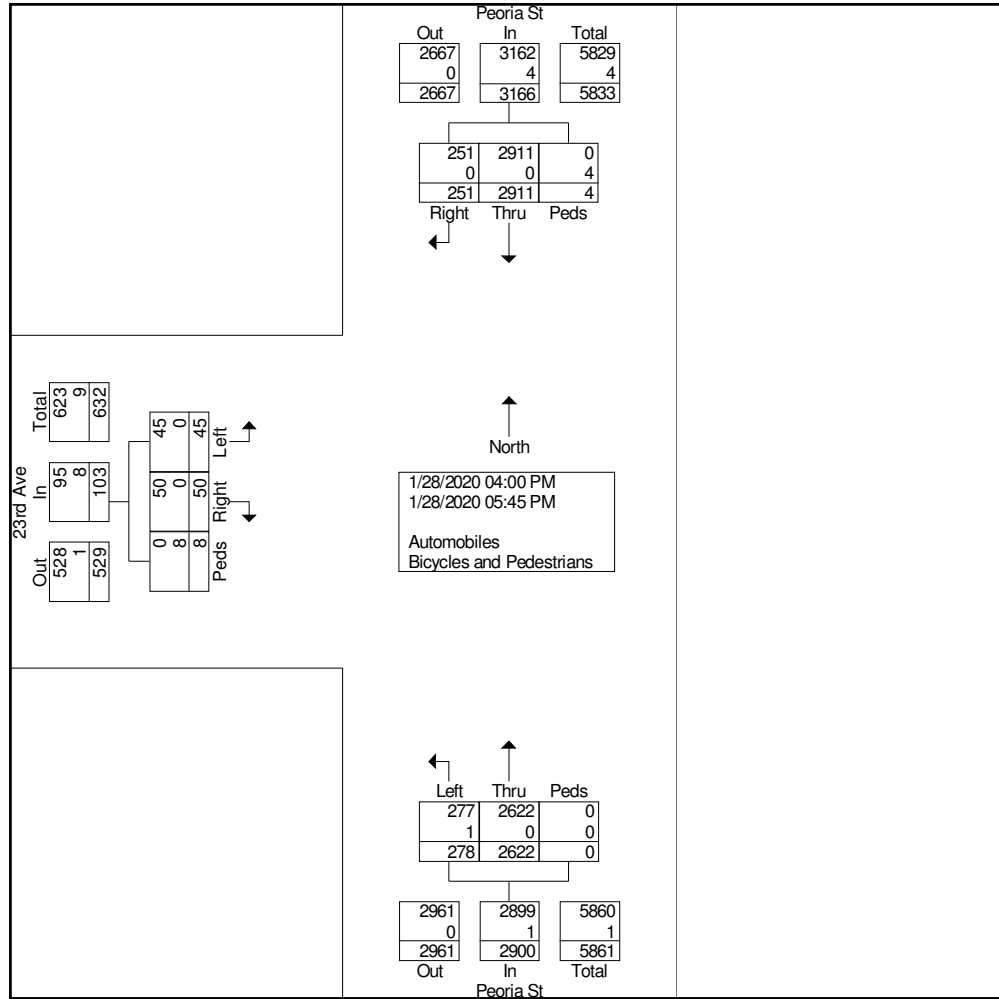 Peoria St
Out In Total
2667 3162 5829
0 4 4
2667 3166 5833
251 2911 0
0 0 4
251 2911 4
Right Thru Peds
23rd Ave
Total
623
9
632
In
95
8
103
Out
528
1
529
45
0
45
Left
50
0
50
Right
0
8
8
Peds
North
1/28/2020 04:00 PM
1/28/2020 05:45 PM
Automobiles
Bicycles and Pedestrians
Left Thru Peds
277 2622 0
1 0 0
278 2622 0
2961 2899 5860
0 1 1
2961 2900 5861
Out In Total
Peoria St